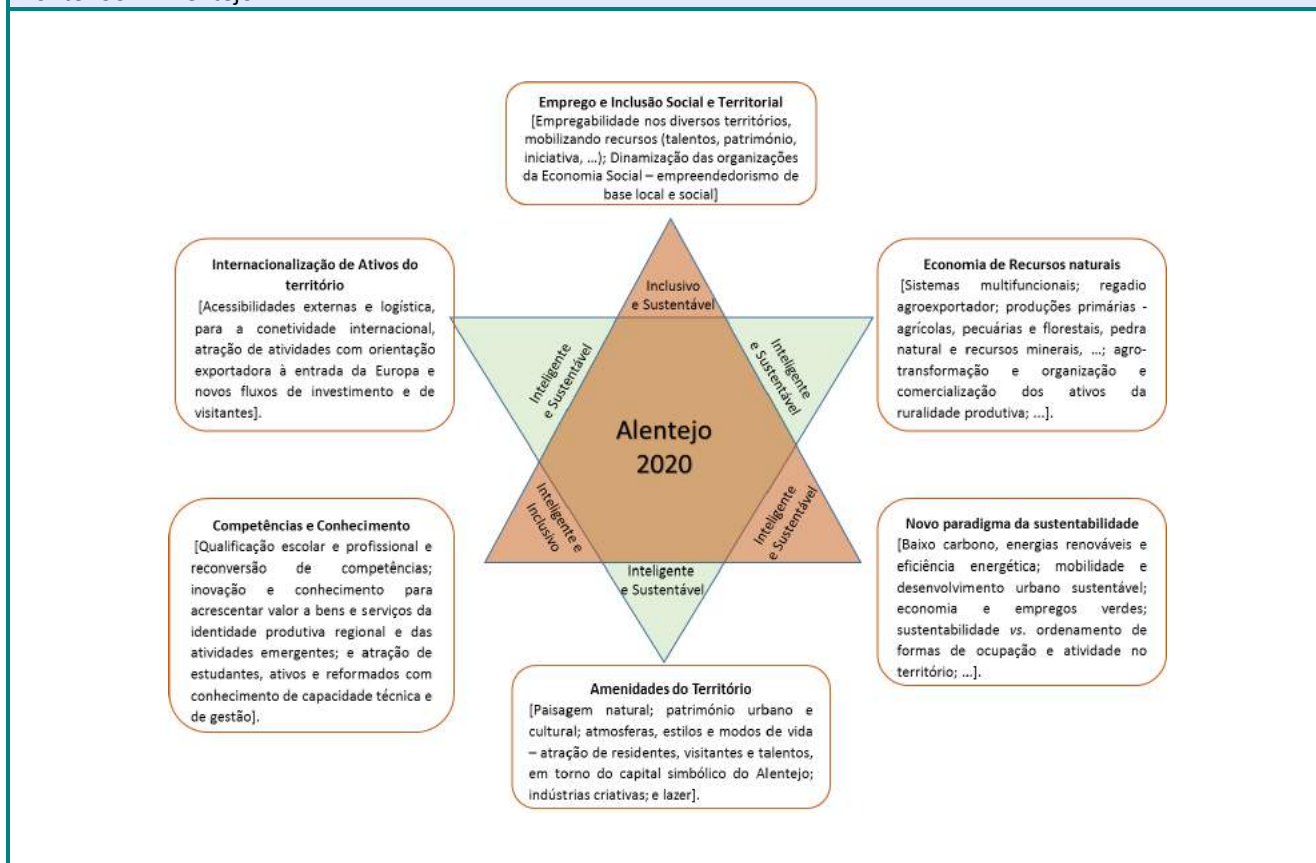 Emprego e Inclusão Social e Territorial
[Empregabilidade nos diversos territórios,
mobilizando recursos (talentos, património,
iniciativa, ...); Dinamização das organizações
da Economia Social – empreendedorismo de
base local e social]
Internacionalização de Ativos do
território
[Acessibilidades externas e logística,
para a conetividade internacional,
atração de atividades com orientação
exportadora à entrada da Europa e
novos fluxos de investimento e de
visitantes].
Economia de Recursos naturais
[Sistemas multifuncionais; regadio
agroexportador; produções primárias -
agrícolas, pecuárias e florestais, pedra
natural e recursos minerais, ...; agro-
transformação e organização e
comercialização dos ativos da
ruralidade produtiva; ...].
Inclusivo
e Sustentável
Inteligente
e Sustentável
Inteligente
e Sustentável
Alentejo
2020
Inteligente e
Inclusivo
Inteligente
e Sustentável
Inteligente
e Sustentável
Competências e Conhecimento
[Qualificação escolar e profissional e
reconversão de competências;
inovação e conhecimento para
acrescentar valor a bens e serviços da
identidade produtiva regional e das
atividades emergentes; e atração de
estudantes, ativos e reformados com
conhecimento de capacidade técnica e
de gestão].
Novo paradigma da sustentabilidade
[Baixo carbono, energias renováveis e
eficiência energética; mobilidade e
desenvolvimento urbano sustentável;
economia e empregos verdes;
sustentabilidade vs. ordenamento de
formas de ocupação e atividade no
território; ...].
Amenidades do Território
[Paisagem natural; património urbano e
cultural; atmosferas, estilos e modos de vida
– atração de residentes, visitantes e talentos,
em torno do capital simbólico do Alentejo;
indústrias criativas; e lazer].